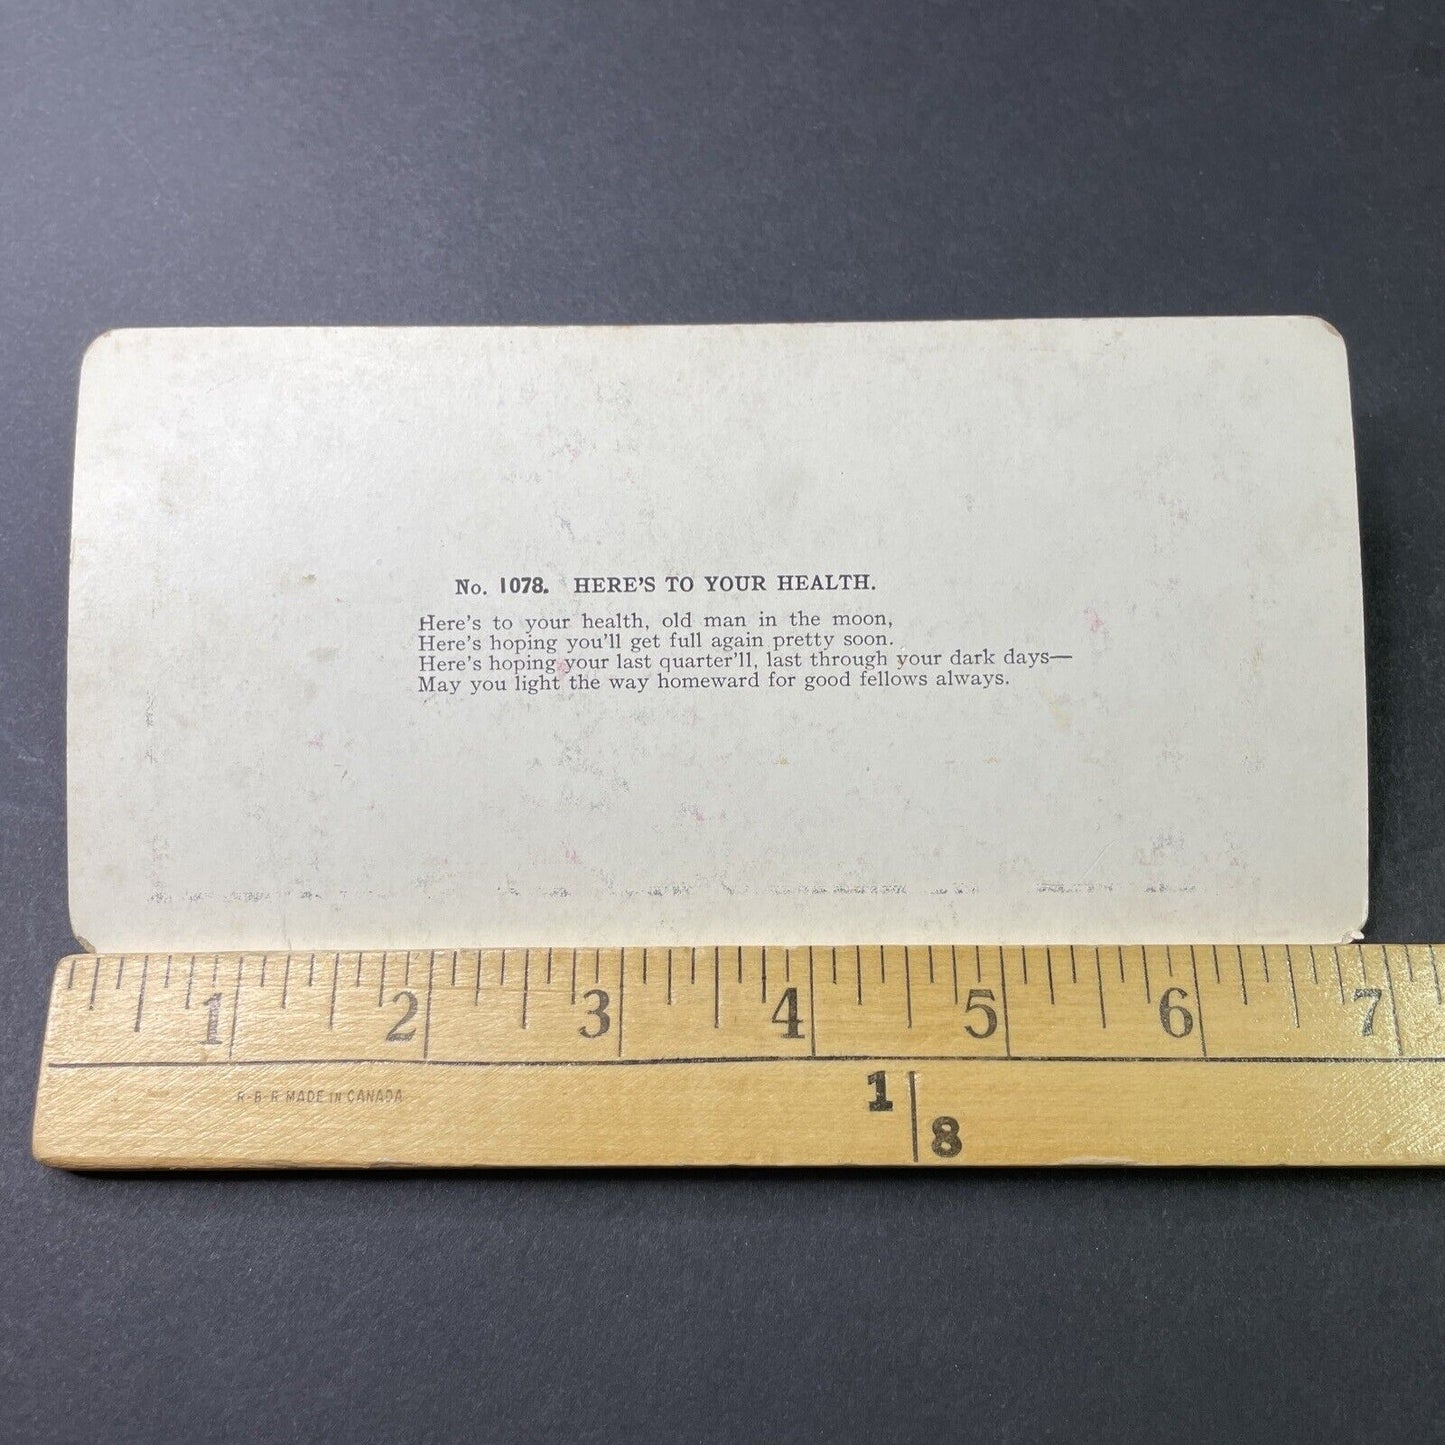 No. 1078. HERE'S TO YOUR HEALTH.
Here's to your health, old man in the moon,
Here's hoping you'll get full again pretty soon.
Here's hoping your last quarter'll, last through your dark days—
May you light the way homeward for good fellows always.
1 2 3 4 5 6 7
R-B-R MADE IN CANADA
1
8